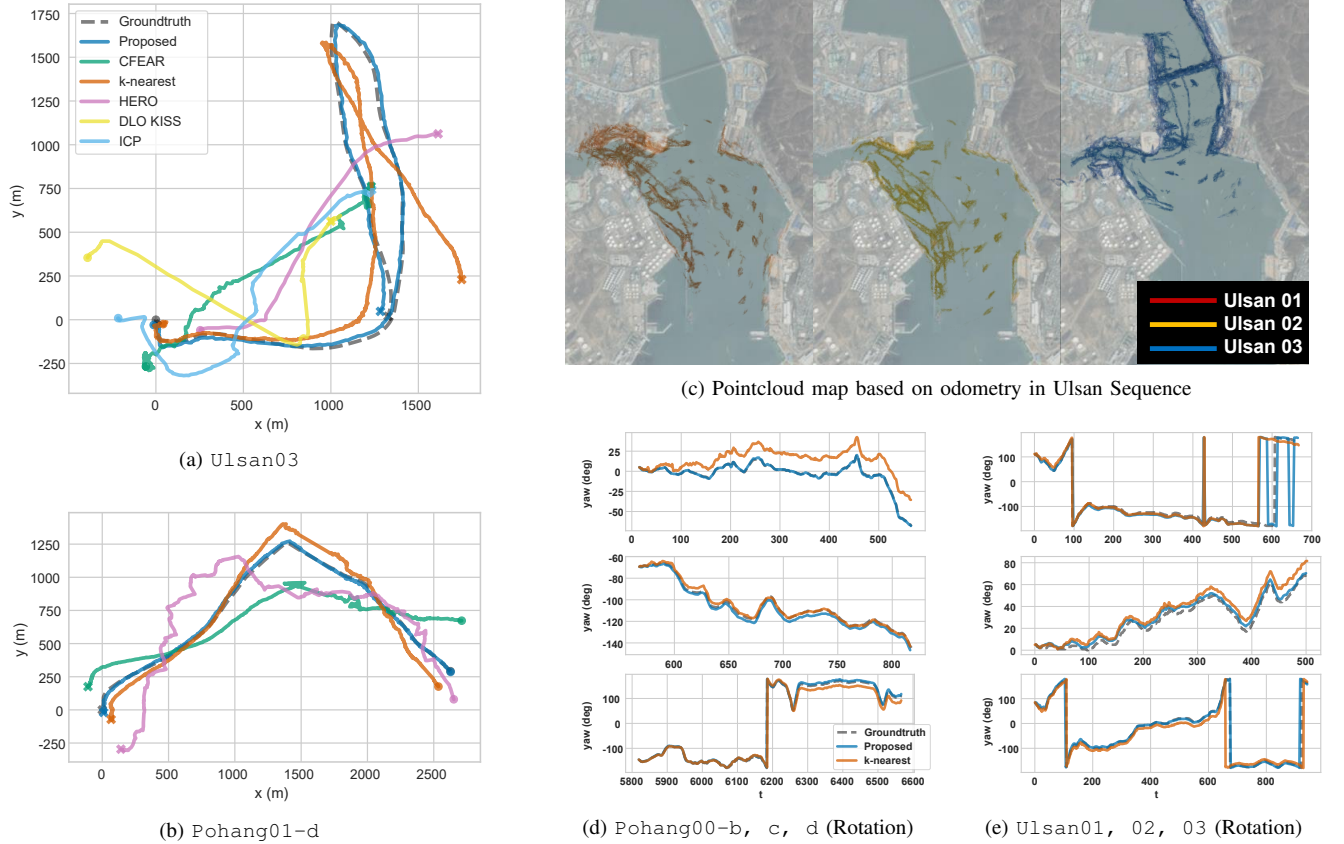 Groundtruth
Proposed
CFEAR
k-nearest
HERO
DLO KISS
ICP
1750
1500
1250
1000
750
500
250
0
-250
y (m)
0 500 1000 1500
x (m)
(a) Ulsan03
1250
1000
750
500
250
0
-250
y (m)
0 500 1000 1500 2000 2500
x (m)
(b) Pohang01-d
Ulsan 01
Ulsan 02
Ulsan 03
(c) Pointcloud map based on odometry in Ulsan Sequence
25
0
-25
-50
yaw (deg)
0 100 200 300 400 500
-60
-80
-100
-120
-140
yaw (deg)
600 650 700 750 800
100
0
-100
yaw (deg)
Groundtruth
Proposed
k-nearest
5800 5900 6000 6100 6200 6300 6400 6500 6600
t
(d) Pohang00-b, c, d (Rotation)
100
0
-100
yaw (deg)
0 100 200 300 400 500 600 700
80
60
40
20
0
yaw (deg)
0 100 200 300 400 500
100
0
-100
yaw (deg)
0 200 400 600 800
t
(e) Ulsan01, 02, 03 (Rotation)